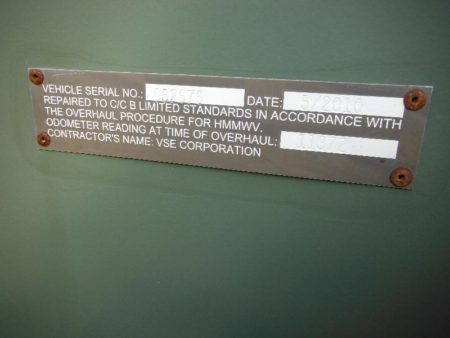 VEHICLE SERIAL NO.: DATE: 5/2010
REPAIRED TO C/C B LIMITED STANDARDS IN ACCORDANCE WITH
THE OVERHAUL PROCEDURE FOR HMMWV.
ODOMETER READING AT TIME OF OVERHAUL:
CONTRACTOR'S NAME: VSE CORPORATION